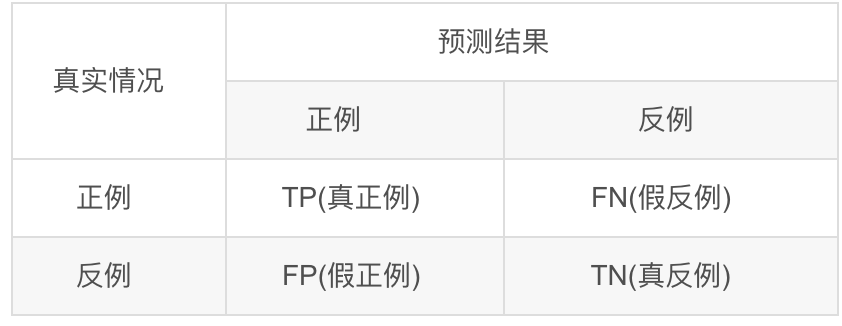 真实情况
预测结果
正例
反例
正例
TP(真正例)
FN(假反例)
反例
FP(假正例)
TN(真反例)